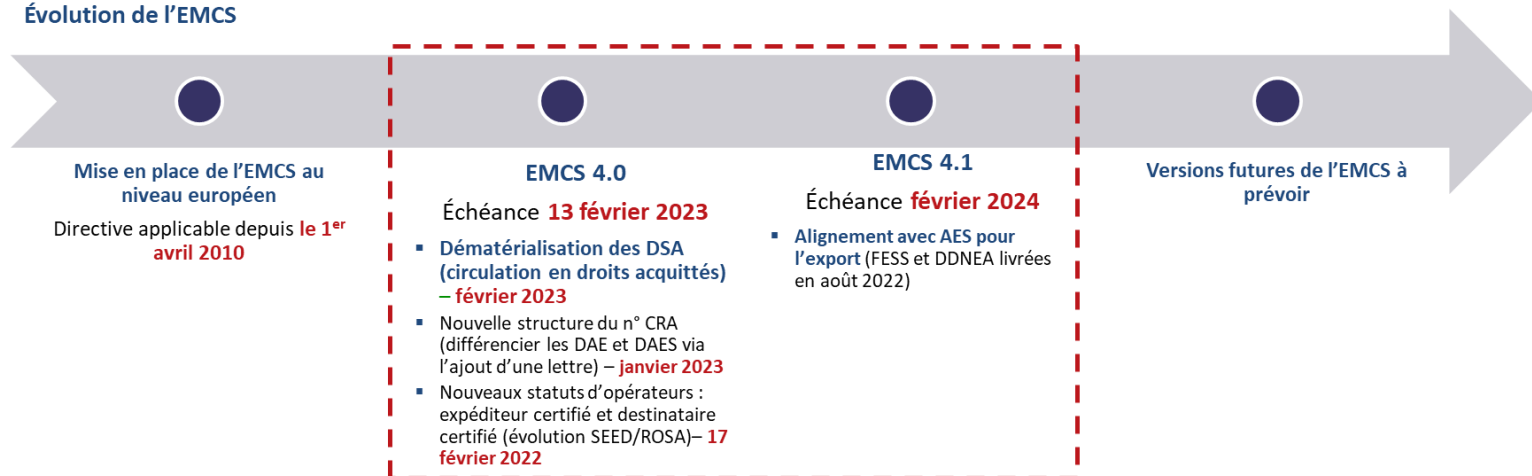 Évolution de l’EMCS
Mise en place de l’EMCS au
niveau européen
Directive applicable depuis le 1er
avril 2010
EMCS 4.0
Échéance 13 février 2023
▪ Dématérialisation des DSA
(circulation en droits acquittés)
– février 2023
▪ Nouvelle structure du n° CRA
(différencier les DAE et DAES via
l’ajout d’une lettre) – janvier 2023
▪ Nouveaux statuts d’opérateurs :
expéditeur certifié et destinataire
certifié (évolution SEED/ROSA)– 17
février 2022
EMCS 4.1
Échéance février 2024
▪ Alignement avec AES pour
l’export (FESS et DDNEA livrées
en août 2022)
Versions futures de l’EMCS à
prévoir